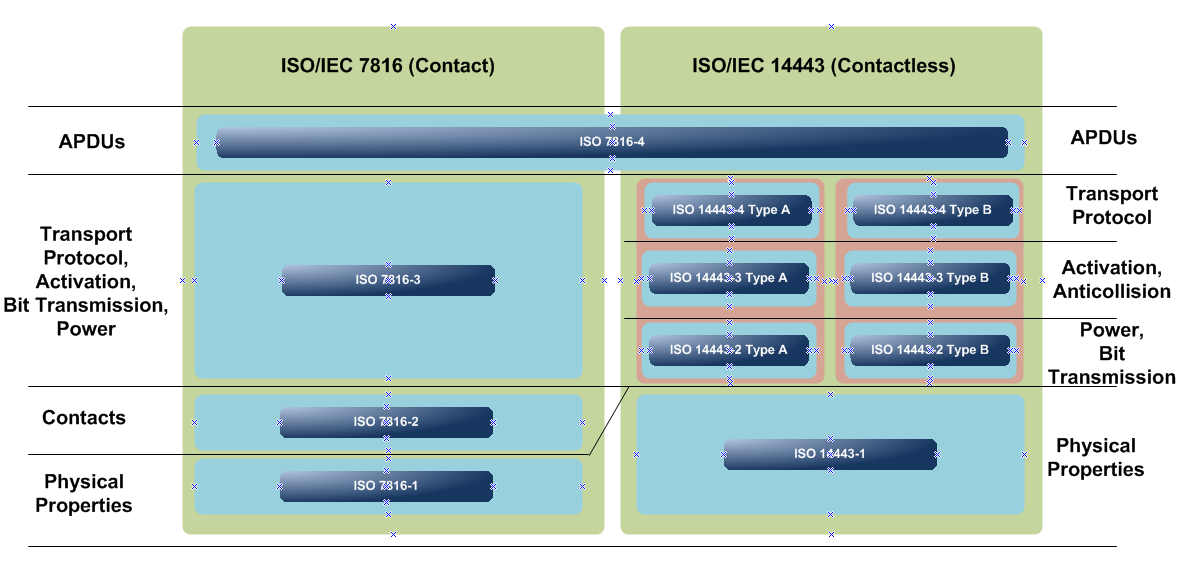 ISO/IEC 7816 (Contact)
ISO/IEC 14443 (Contactless)
APDUs
ISO 7816-4
APDUs
Transport
Protocol,
Activation,
Bit Transmission,
Power
ISO 7816-3
ISO 14443-4 Type A
ISO 14443-4 Type B
Transport
Protocol
ISO 14443-3 Type A
ISO 14443-3 Type B
Activation,
Anticollision
ISO 14443-2 Type A
ISO 14443-2 Type B
Power,
Bit
Transmission
Contacts
ISO 7816-2
Physical
Properties
ISO 7816-1
ISO 14443-1
Physical
Properties